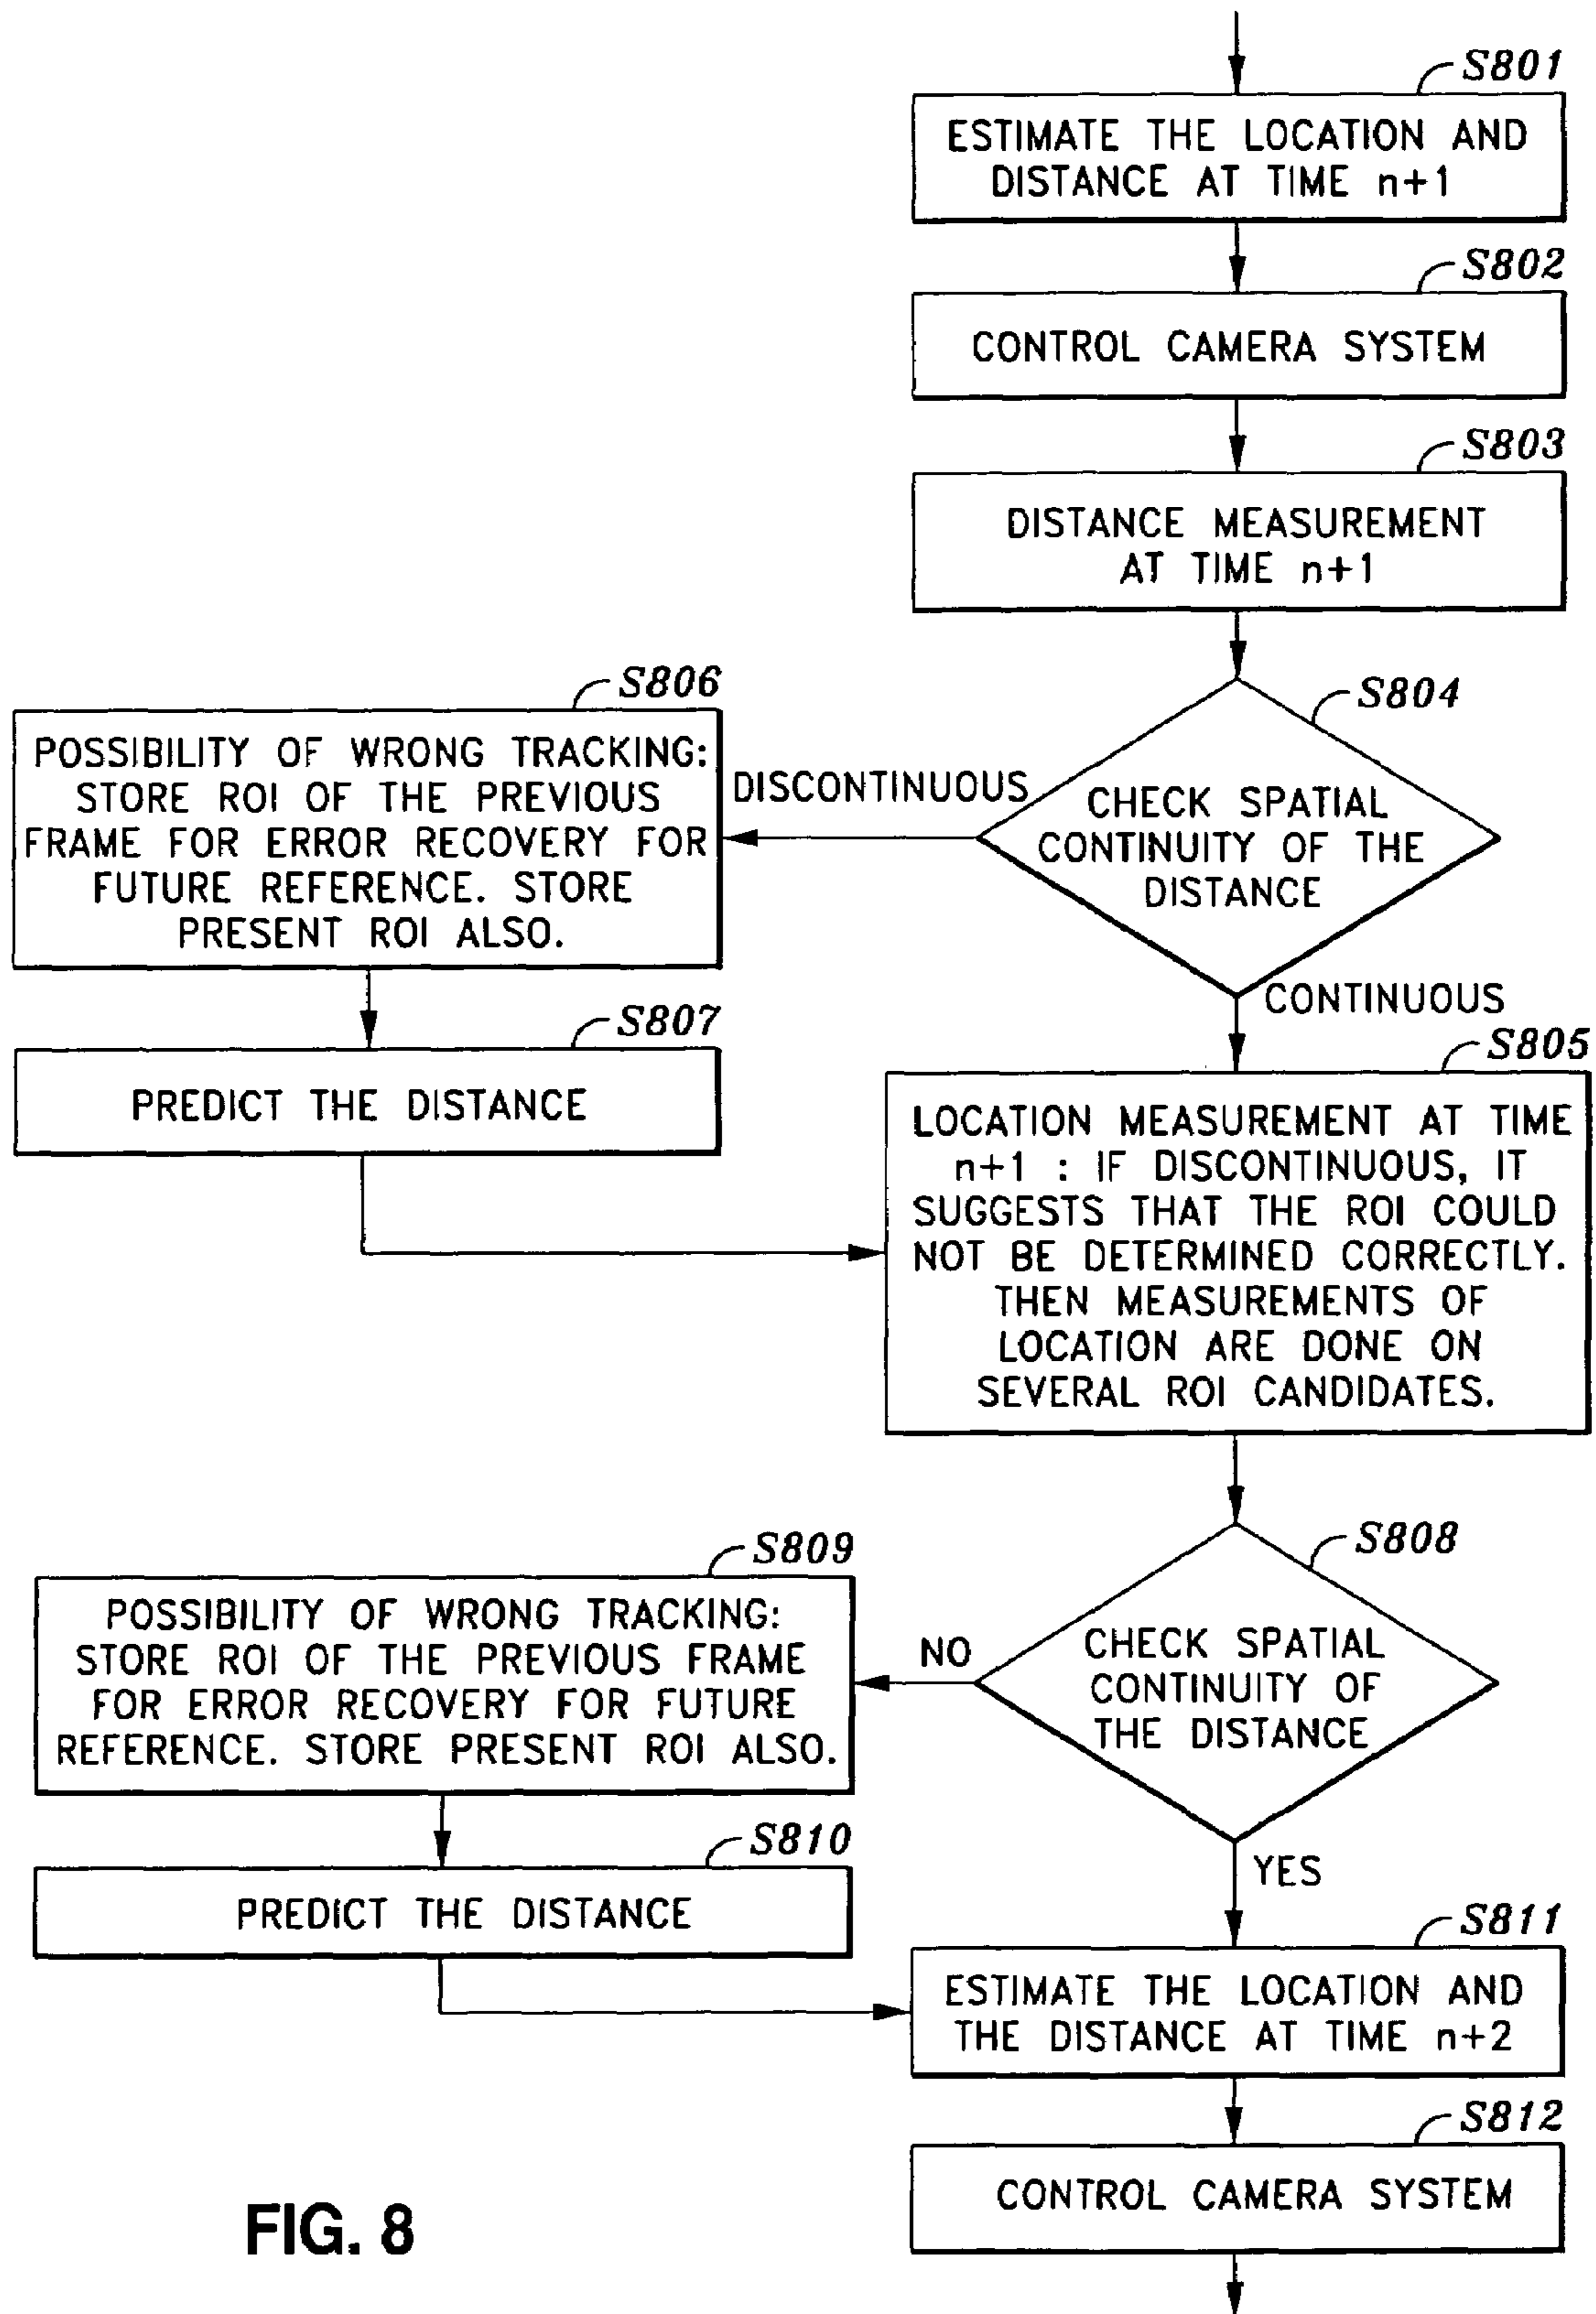 S801
ESTIMATE THE LOCATION AND
DISTANCE AT TIME n+1
S802
CONTROL CAMERA SYSTEM
S803
DISTANCE MEASUREMENT
AT TIME n+1
S804
CHECK SPATIAL
CONTINUITY OF THE
DISTANCE
DISCONTINUOUS
S806
POSSIBILITY OF WRONG TRACKING:
STORE ROI OF THE PREVIOUS
FRAME FOR ERROR RECOVERY FOR
FUTURE REFERENCE. STORE
PRESENT ROI ALSO.
S807
PREDICT THE DISTANCE
CONTINUOUS
S805
LOCATION MEASUREMENT AT TIME
n+1 : IF DISCONTINUOUS, IT
SUGGESTS THAT THE ROI COULD
NOT BE DETERMINED CORRECTLY.
THEN MEASUREMENTS OF
LOCATION ARE DONE ON
SEVERAL ROI CANDIDATES.
S808
CHECK SPATIAL
CONTINUITY OF
THE DISTANCE
NO
S809
POSSIBILITY OF WRONG TRACKING:
STORE ROI OF THE PREVIOUS FRAME
FOR ERROR RECOVERY FOR FUTURE
REFERENCE. STORE PRESENT ROI ALSO.
S810
PREDICT THE DISTANCE
YES
S811
ESTIMATE THE LOCATION AND
THE DISTANCE AT TIME n+2
S812
CONTROL CAMERA SYSTEM
FIG. 8